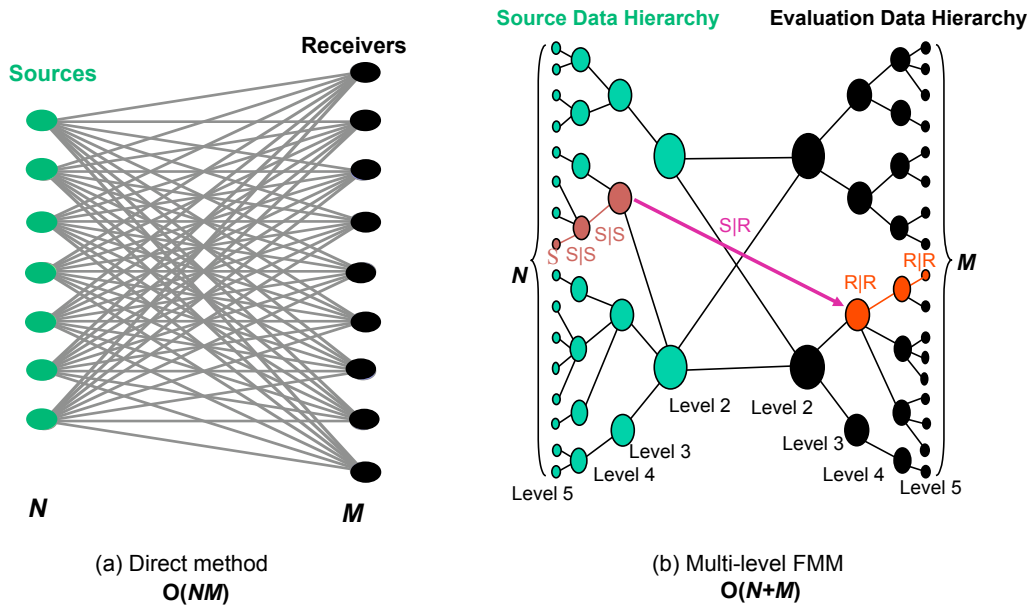 Sources
Receivers
N
M
(a) Direct method
O(NM)
Source Data Hierarchy
Evaluation Data Hierarchy
S|R
S|S
S S|S
N
R|R
R|R
M
Level 2
Level 2
Level 3
Level 3
Level 4
Level 4
Level 5
Level 5
(b) Multi-level FMM
O(N+M)